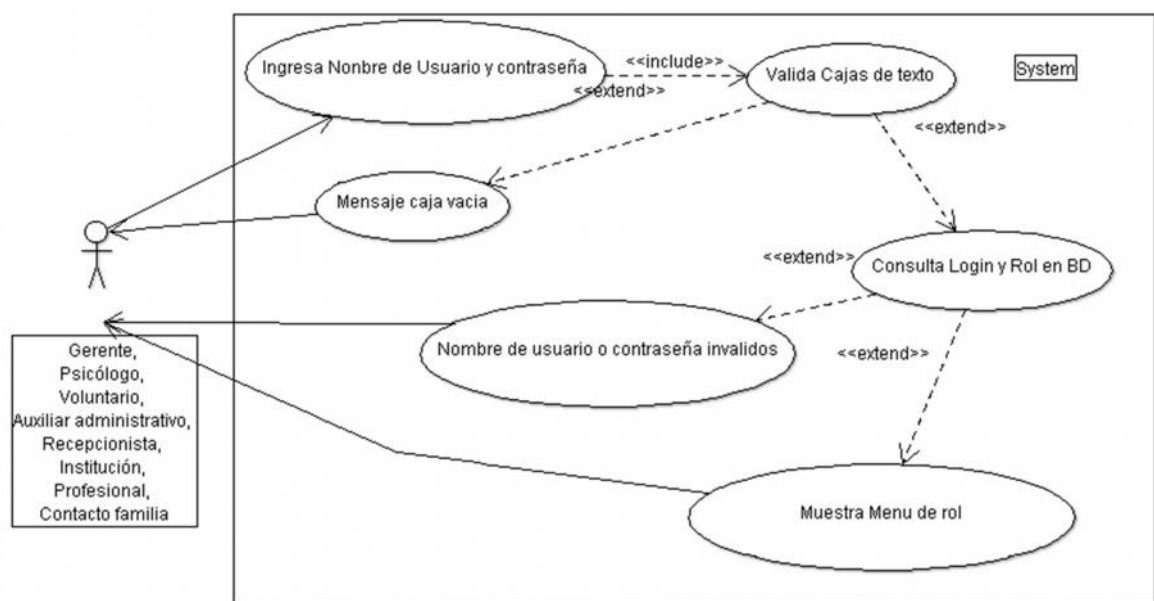 Ingresa Nonbre de Usuario y contraseña
<<include>>
<<extend>>
Valida Cajas de texto
System
<<extend>>
Mensaje caja vacia
<<extend>>
Consulta Login y Rol en BD
Nombre de usuario o contraseña invalidos
<<extend>>
Gerente,
Psicólogo,
Voluntario,
Auxiliar administrativo,
Recepcionista,
Institución,
Profesional,
Contacto familia
Muestra Menu de rol